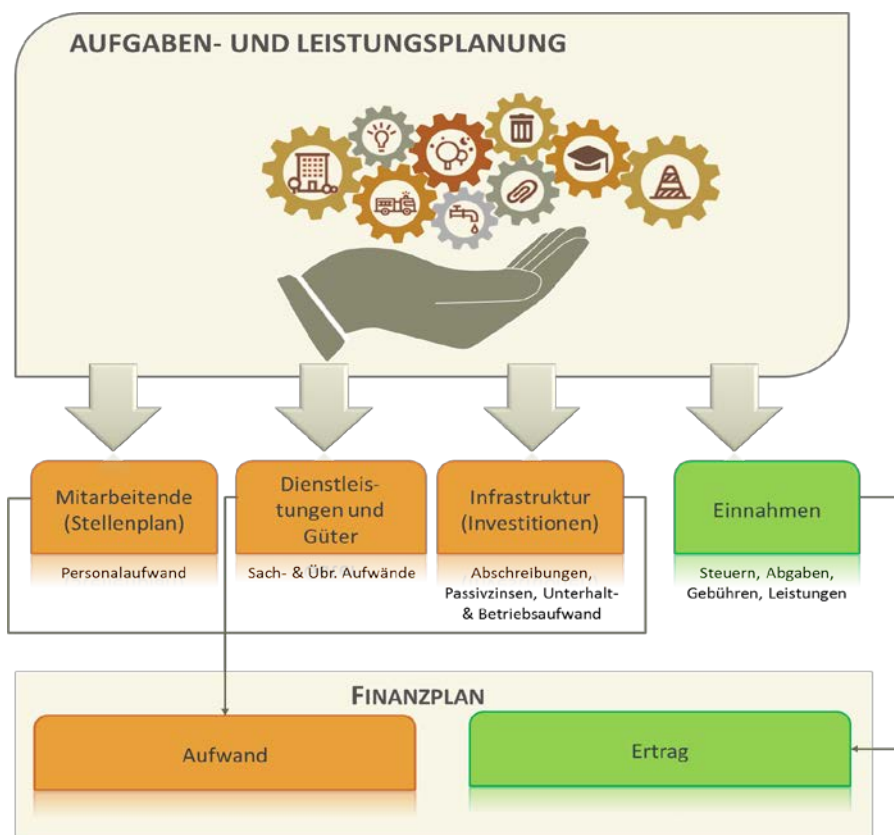 AUFGABEN- UND LEISTUNGSPLANUNG
Mitarbeitende
(Stellenplan)
Personalaufwand
Dienstleis-
tungen und
Güter
Sach- & Übr. Aufwände
Infrastruktur
(Investitionen)
Abschreibungen,
Passivzinsen, Unterhalt-
& Betriebsaufwand
Einnahmen
Steuern, Abgaben,
Gebühren, Leistungen
FINANZPLAN
Aufwand
Ertrag